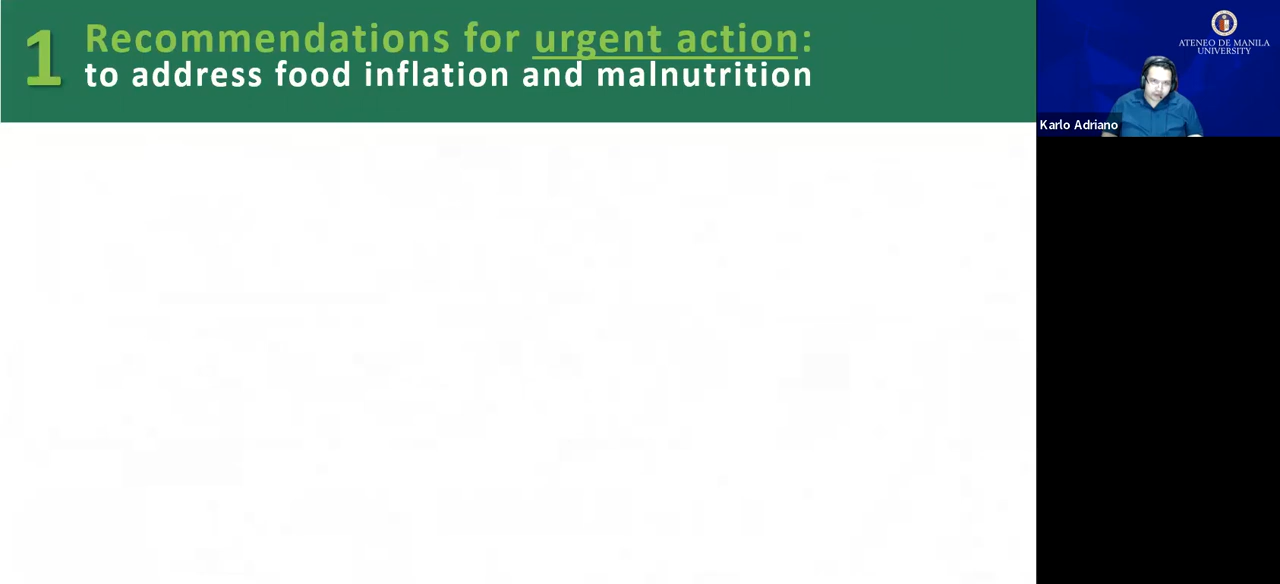 1
Recommendations for urgent action:
to address food inflation and malnutrition
ATENEO DE MANILA
UNIVERSITY
Karlo Adriano